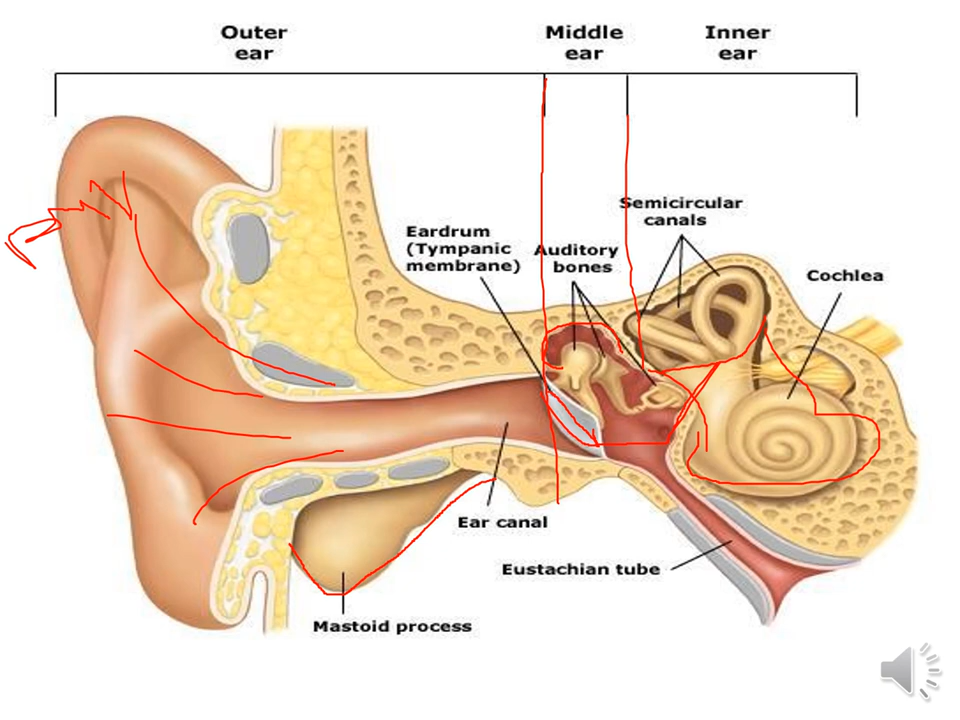 Outer
ear
Middle
ear
Inner
ear
Semicircular
canals
Eardrum
(Tympanic
membrane)
Auditory
bones
Cochlea
Ear canal
Eustachian tube
Mastoid process